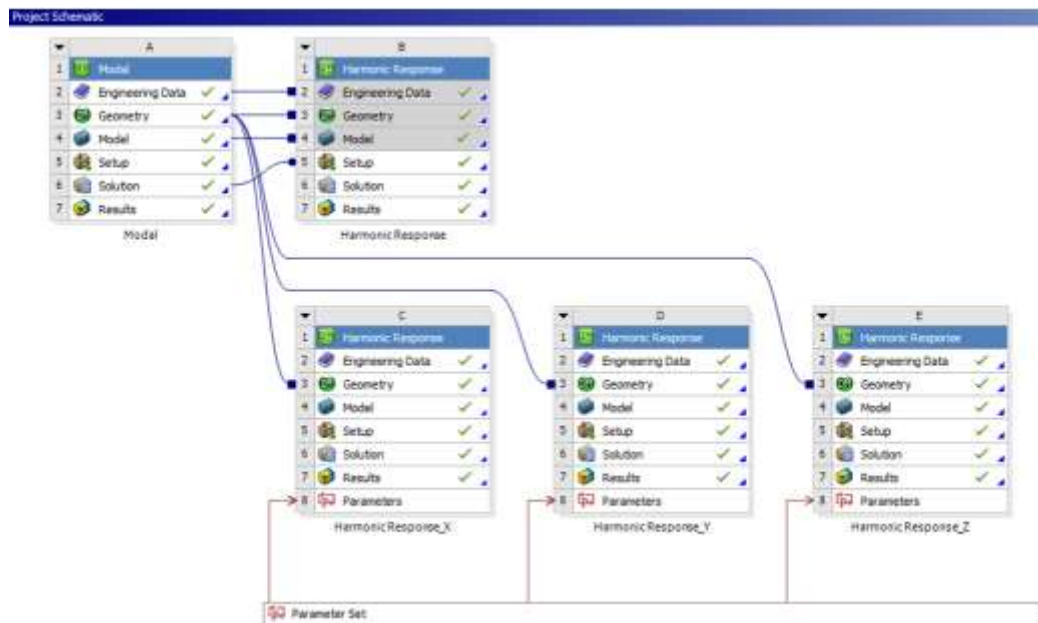 Project Schematic
A
1 Modal
2 Engineering Data
3 Geometry
4 Model
5 Setup
6 Solution
7 Results
Modal
B
1 Harmonic Response
2 Engineering Data
3 Geometry
4 Model
5 Setup
6 Solution
7 Results
Harmonic Response
C
1 Harmonic Response
2 Engineering Data
3 Geometry
4 Model
5 Setup
6 Solution
7 Results
8 Parameters
Harmonic Response_X
D
1 Harmonic Response
2 Engineering Data
3 Geometry
4 Model
5 Setup
6 Solution
7 Results
8 Parameters
Harmonic Response_Y
E
1 Harmonic Response
2 Engineering Data
3 Geometry
4 Model
5 Setup
6 Solution
7 Results
8 Parameters
Harmonic Response_Z
Parameter Set